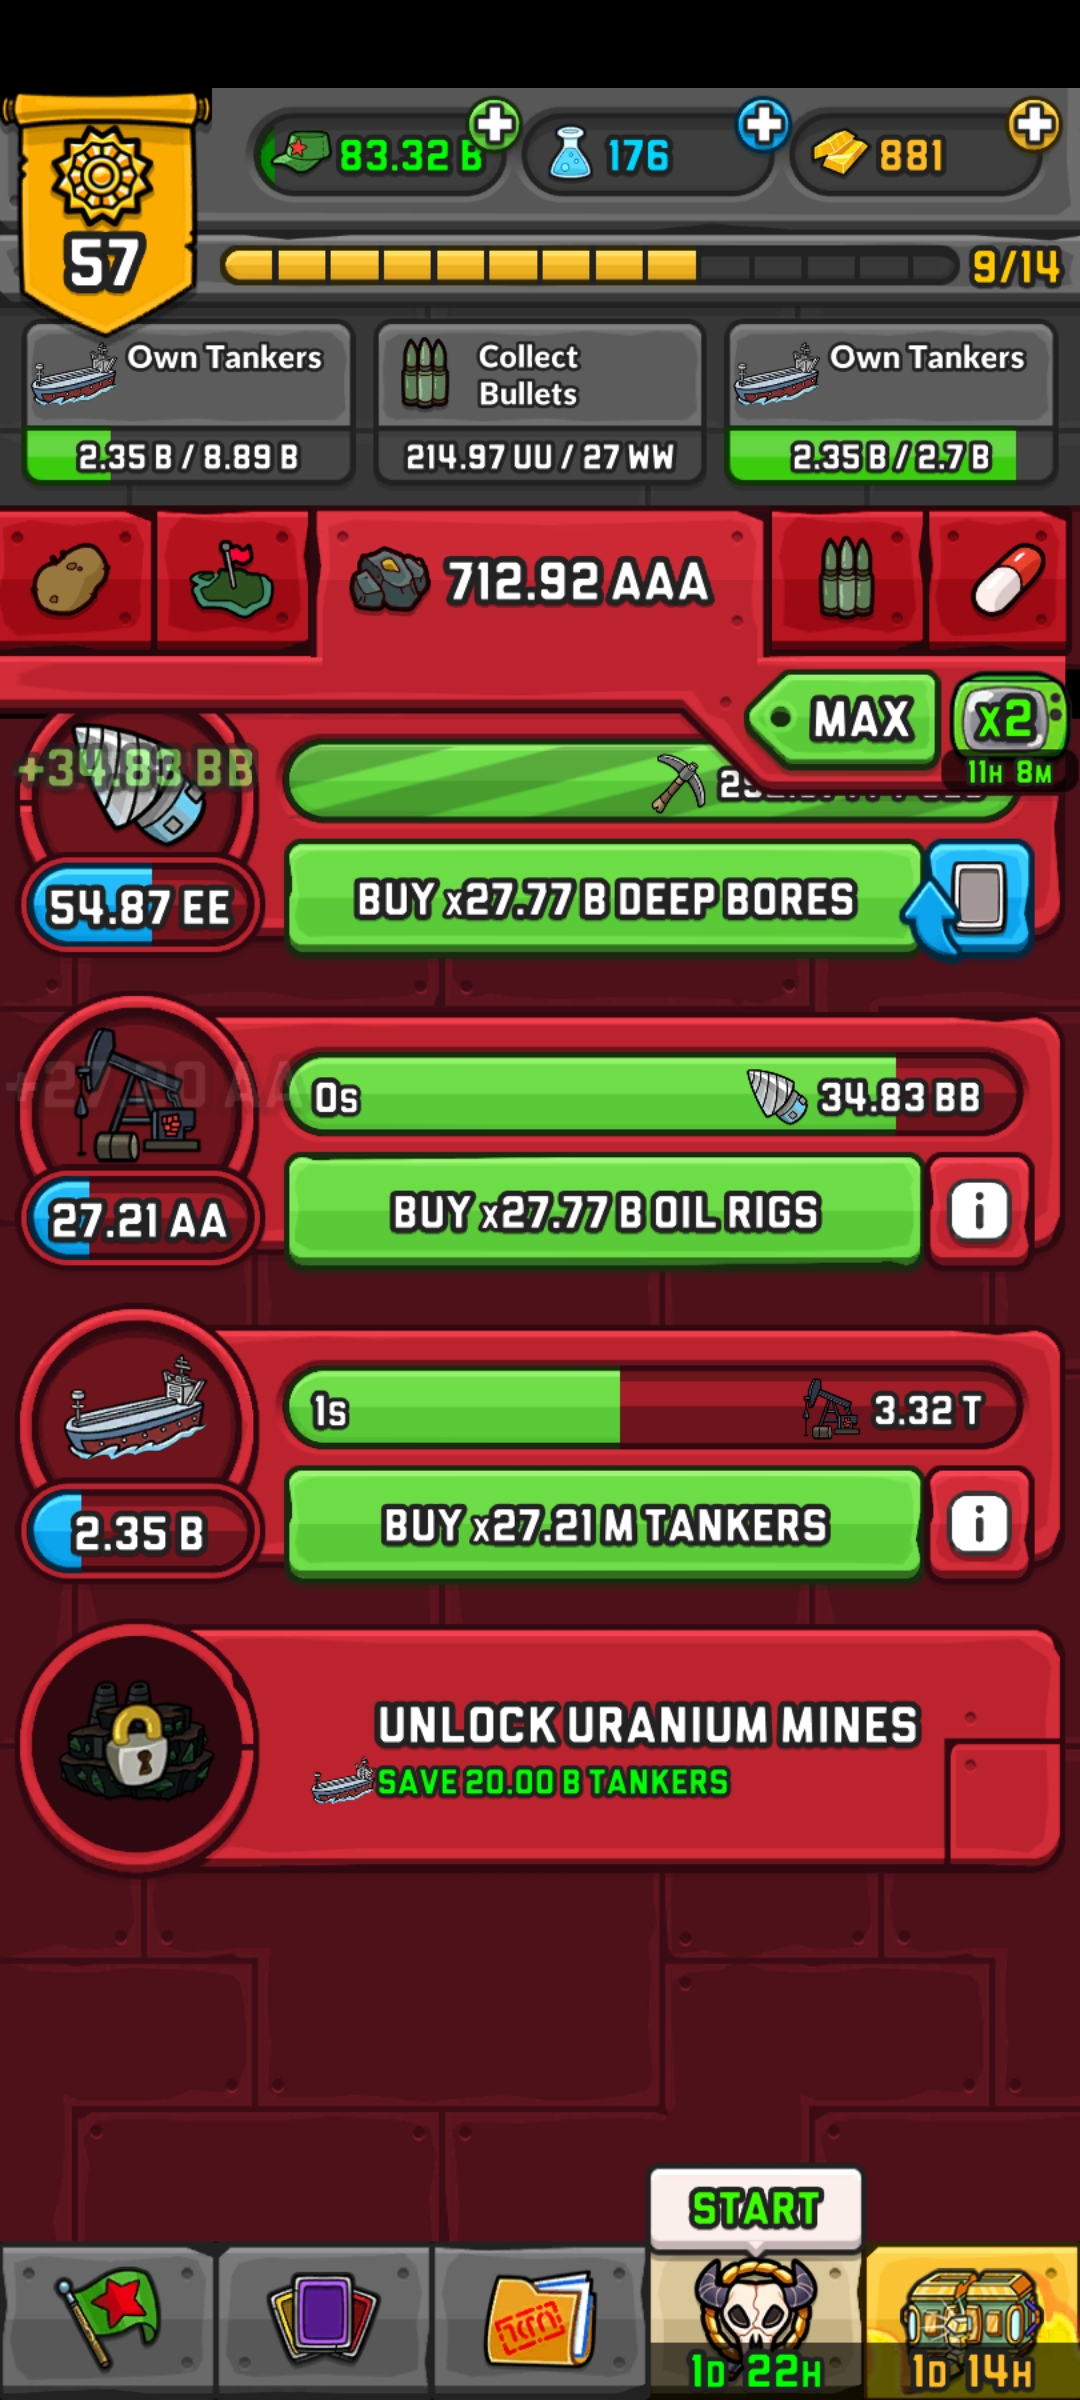 83.32 B
176
881
57
9/14
Own Tankers
2.35 B / 8.89 B
Collect
Bullets
214.97 UU / 27 WW
Own Tankers
2.35 B / 2.7 B
712.92 AAA
MAX
x2
11H 8M
+34.83 BB
54.87 EE
BUY x27.77 B DEEP BORES
0s
34.83 BB
27.21 AA
BUY x27.77 B OIL RIGS
i
1s
3.32 T
2.35 B
BUY x27.21 M TANKERS
i
UNLOCK URANIUM MINES
SAVE 20.00 B TANKERS
START
1D 22H
1D 14H